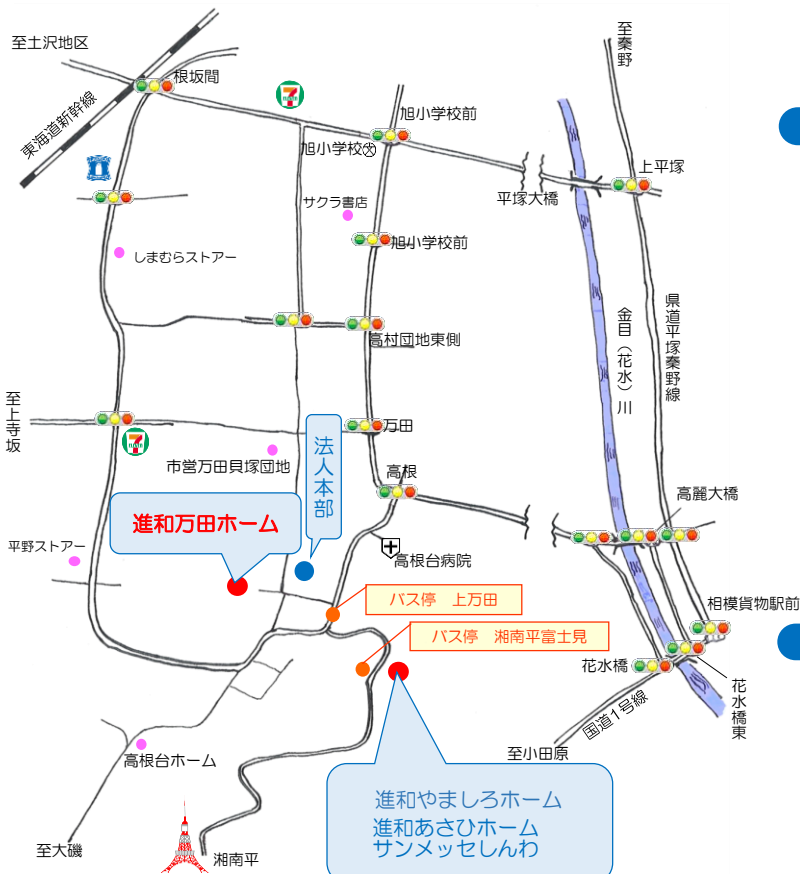 至土沢地区
根坂間
東海道新幹線
至秦野
旭小学校前
旭小学校
上平塚
平塚大橋
サクラ書店
旭小学校前
しまむらストアー
金目（花水）川
県道平塚秦野線
高村団地東側
至上寺坂
万田
法人本部
市営万田貝塚団地
高根
高麗大橋
進和万田ホーム
平野ストアー
高根台病院
バス停　上万田
相模貨物駅前
バス停　湘南平富士見
花水橋
花水橋東
国道1号線
至小田原
高根台ホーム
進和やましろホーム
進和あさひホーム
サンメッセしんわ
至大磯
湘南平